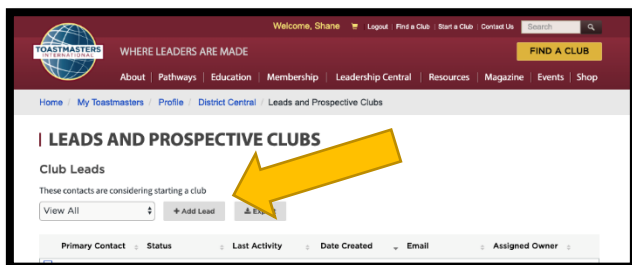 Welcome, Shane Logout | Find a Club | Start a Club | Contact Us Search
TOASTMASTERS
INTERNATIONAL
WHERE LEADERS ARE MADE
FIND A CLUB
About | Pathways | Education | Membership | Leadership Central | Resources | Magazine | Events | Shop
Home / My Toastmasters / Profile / District Central / Leads and Prospective Clubs
LEADS AND PROSPECTIVE CLUBS
Club Leads
These contacts are considering starting a club
View All + Add Lead
Primary Contact Status Last Activity Date Created Email Assigned Owner